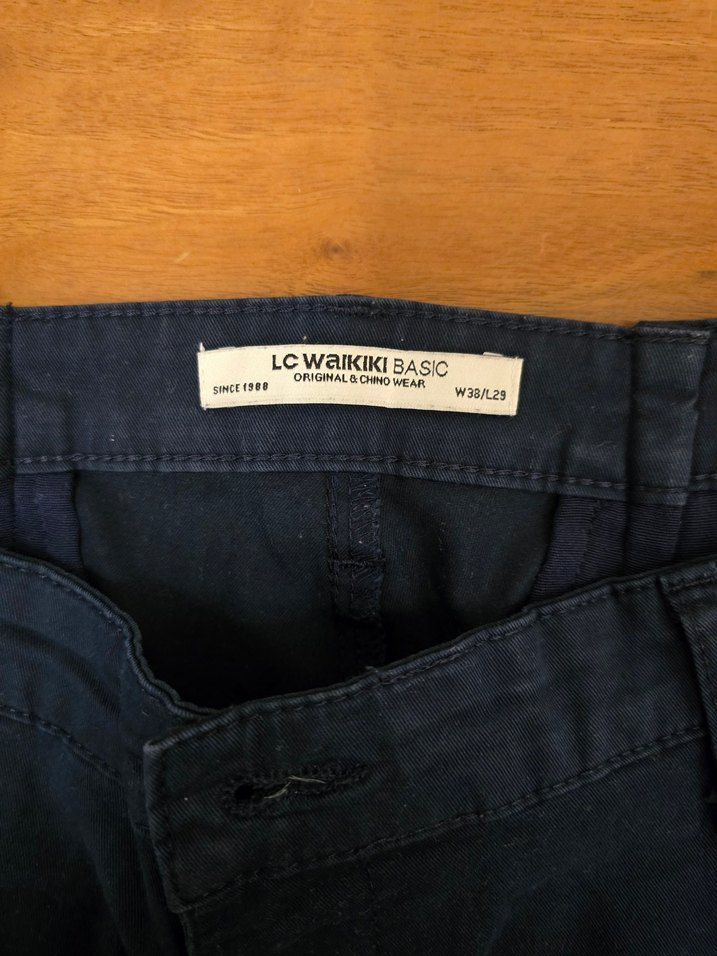 LC WAIKIKI BASIC
ORIGINAL & CHINO WEAR
SINCE 1988
W38/L29